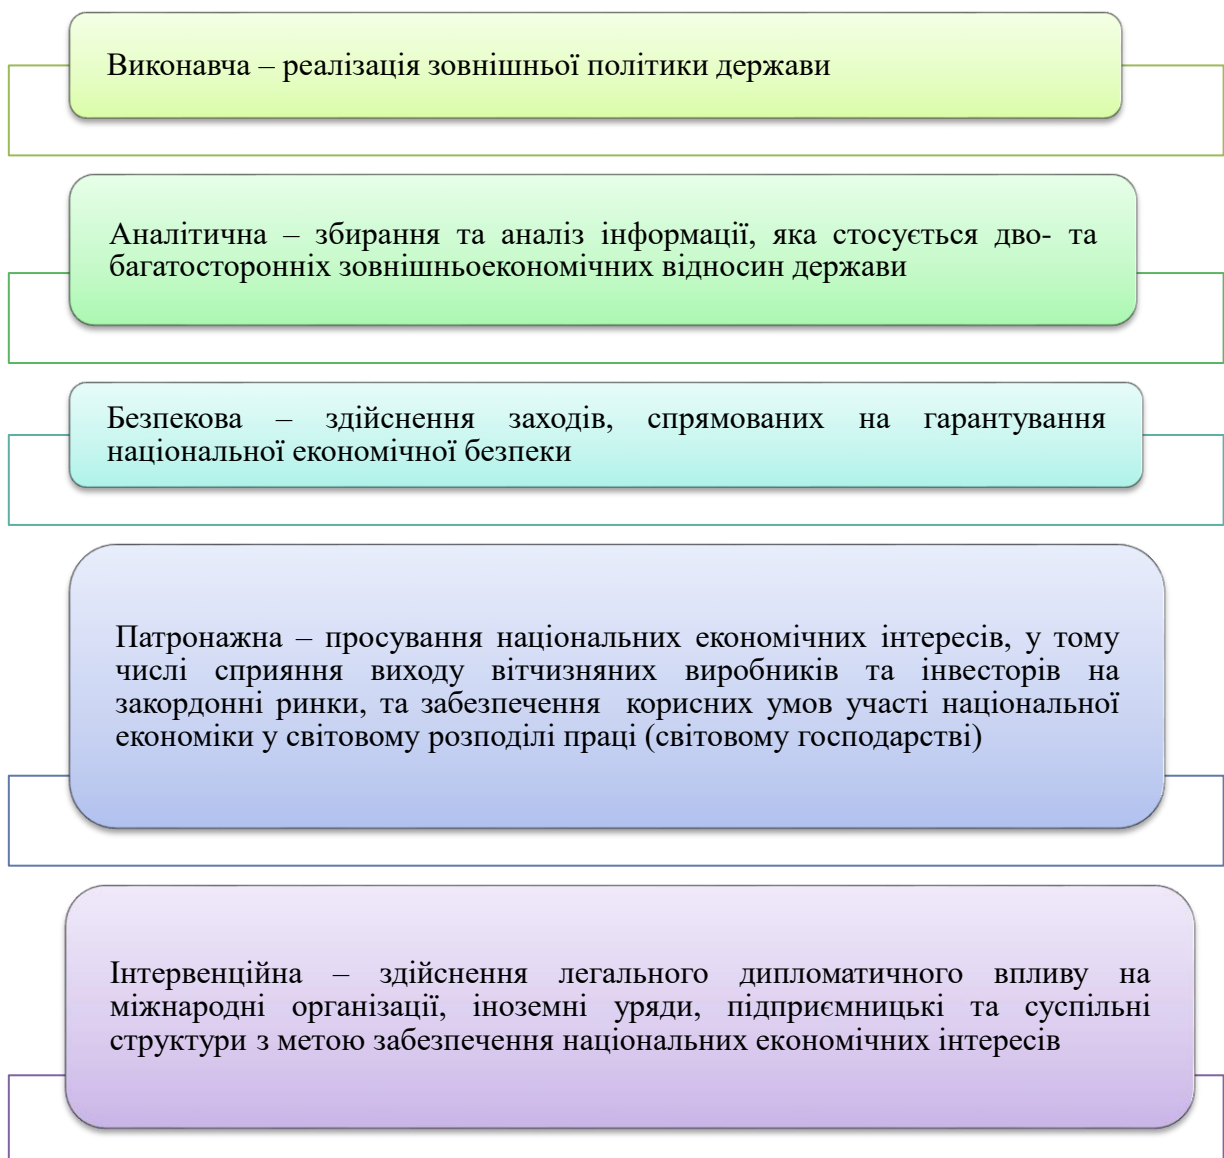 Виконавча – реалізація зовнішньої політики держави
Аналітична – збирання та аналіз інформації, яка стосується дво- та
багатосторонніх зовнішньоекономічних відносин держави
Безпекова – здійснення заходів, спрямованих на гарантування
національної економічної безпеки
Патронажна – просування національних економічних інтересів, у тому
числі сприяння виходу вітчизняних виробників та інвесторів на
закордонні ринки, та забезпечення корисних умов участі національної
економіки у світовому розподілі праці (світовому господарстві)
Інтервенційна – здійснення легального дипломатичного впливу на
міжнародні організації, іноземні уряди, підприємницькі та суспільні
структури з метою забезпечення національних економічних інтересів